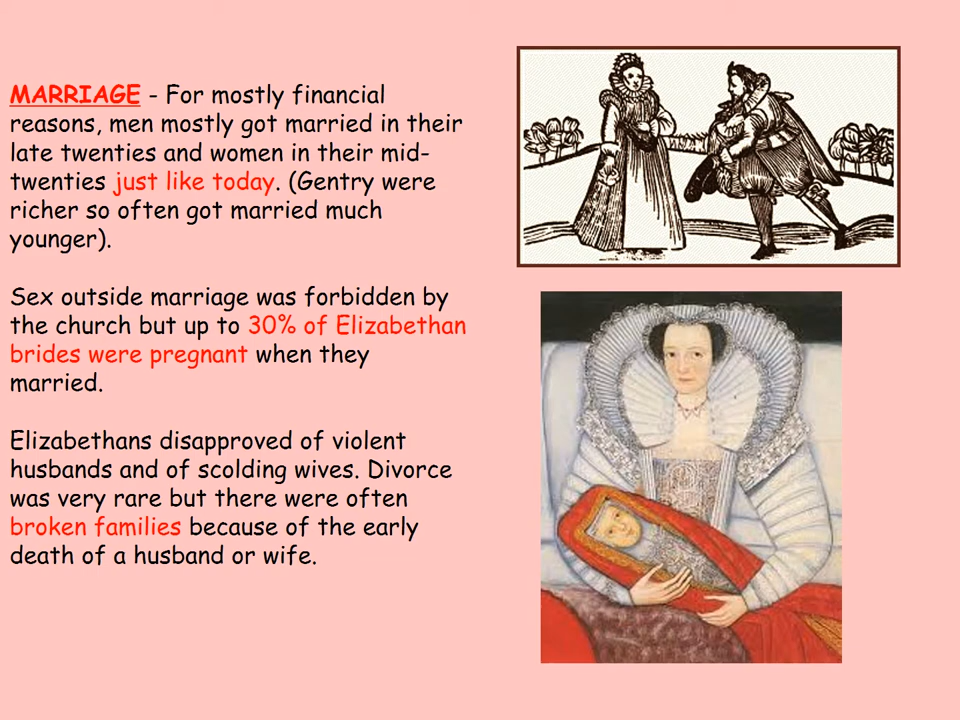 MARRIAGE - For mostly financial
reasons, men mostly got married in their
late twenties and women in their mid-
twenties just like today. (Gentry were
richer so often got married much
younger).
Sex outside marriage was forbidden by
the church but up to 30% of Elizabethan
brides were pregnant when they
married.
Elizabethans disapproved of violent
husbands and of scolding wives. Divorce
was very rare but there were often
broken families because of the early
death of a husband or wife.